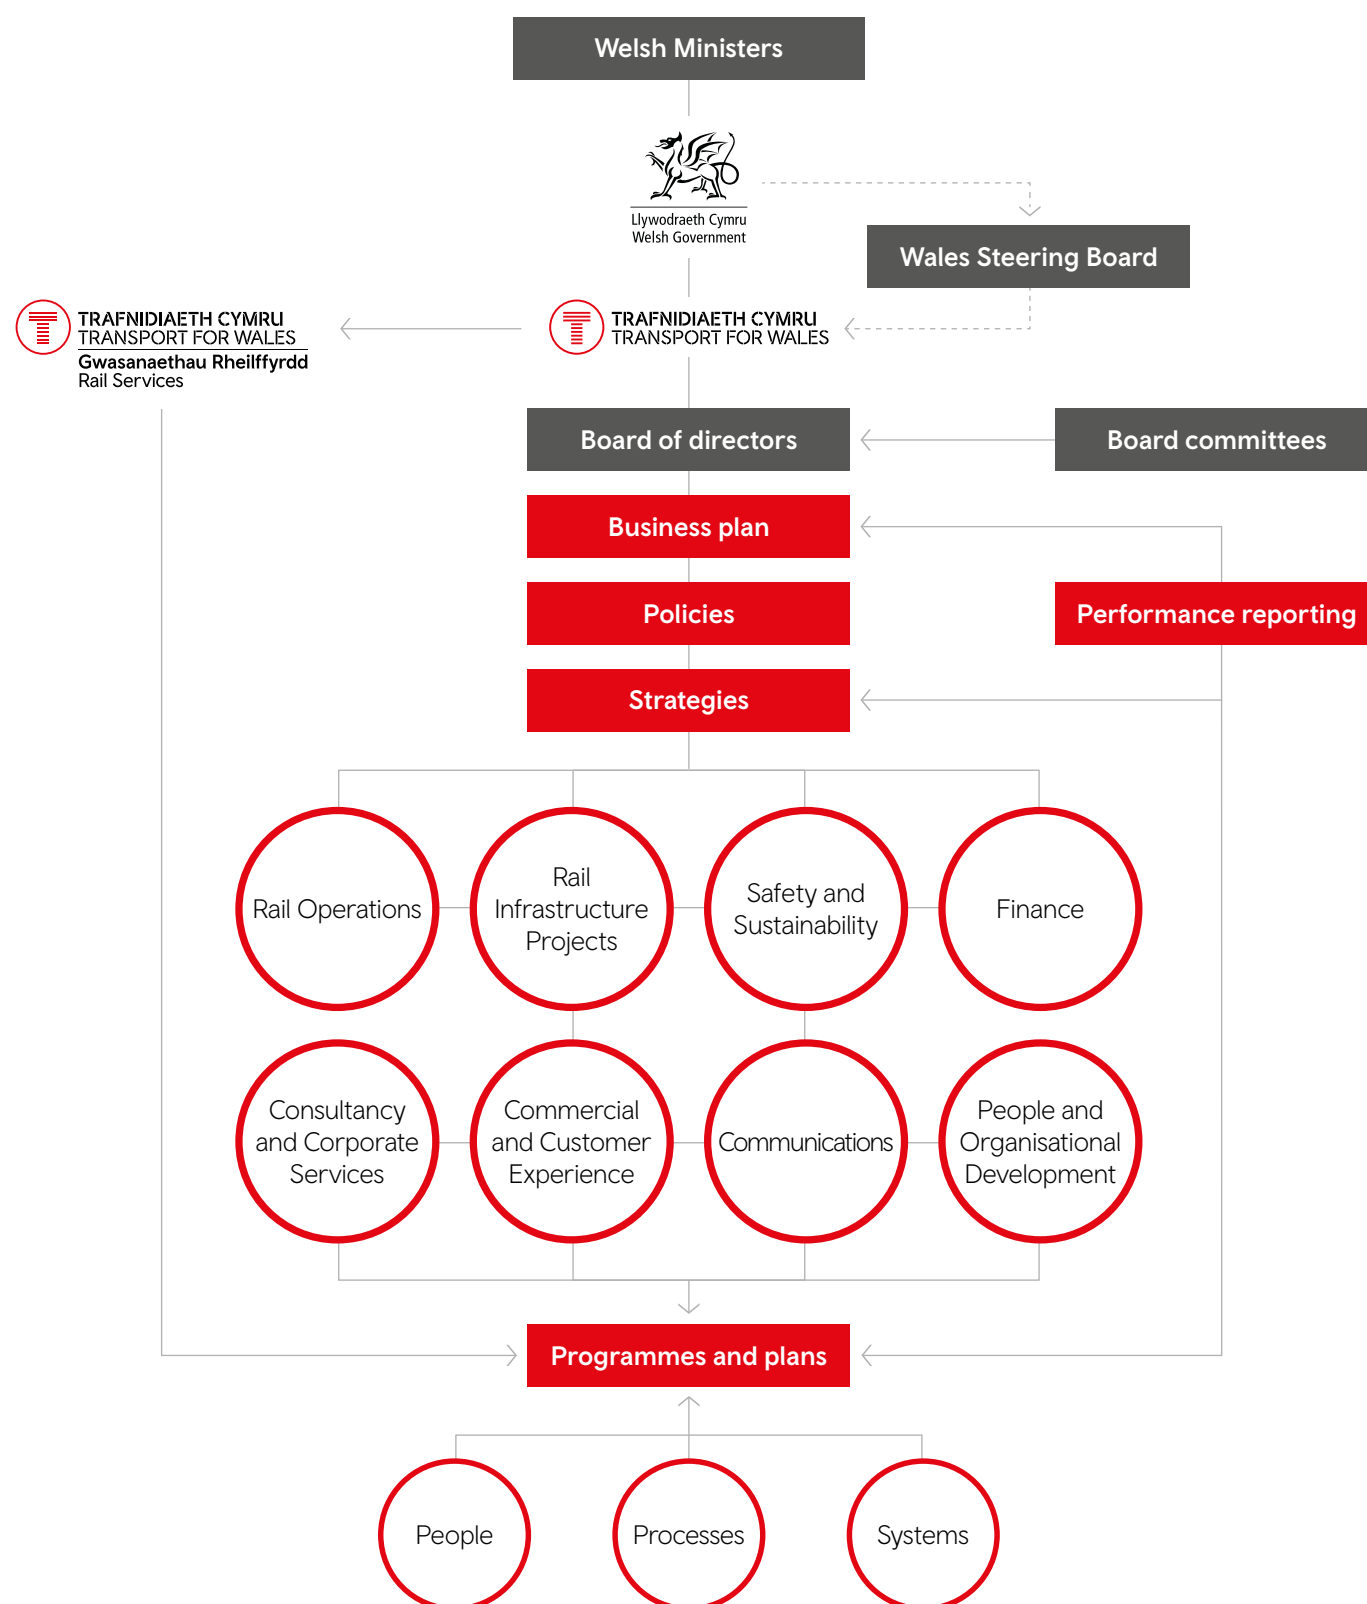 Welsh Ministers
Llywodraeth Cymru
Welsh Government
Wales Steering Board
TRAFNIDIAETH CYMRU
TRANSPORT FOR WALES
Gwasanaethau Rheilffyrdd
Rail Services
TRAFNIDIAETH CYMRU
TRANSPORT FOR WALES
Board of directors
Board committees
Business plan
Policies
Performance reporting
Strategies
Rail Operations
Rail
Infrastructure
Projects
Safety and
Sustainability
Finance
Consultancy
and Corporate
Services
Commercial
and Customer
Experience
Communications
People and
Organisational
Development
Programmes and plans
People
Processes
Systems